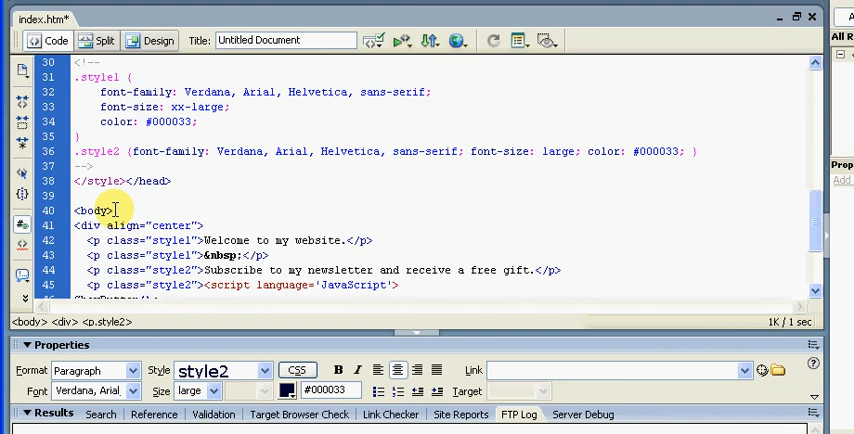 index.htm*
Code Split Design Title: Untitled Document
30 <!--
31 .style1 {
32 font-family: Verdana, Arial, Helvetica, sans-serif;
33 font-size: xx-large;
34 color: #000033;
35 }
36 .style2 {font-family: Verdana, Arial, Helvetica, sans-serif; font-size: large; color: #000033; }
37 -->
38 </style></head>
39
40 <body>
41 <div align="center">
42 <p class="style1">Welcome to my website.</p>
43 <p class="style1">&nbsp;</p>
44 <p class="style2">Subscribe to my newsletter and receive a free gift.</p>
45 <p class="style2"><script language='JavaScript'>
<body> <div> <p.style2> 1K / 1 sec
Properties
Format Paragraph Style style2 CSS B I Link
Font Verdana, Arial, Size large #000033 Target
Results Search Reference Validation Target Browser Check Link Checker Site Reports FTP Log Server Debug
All R
Prop
Add